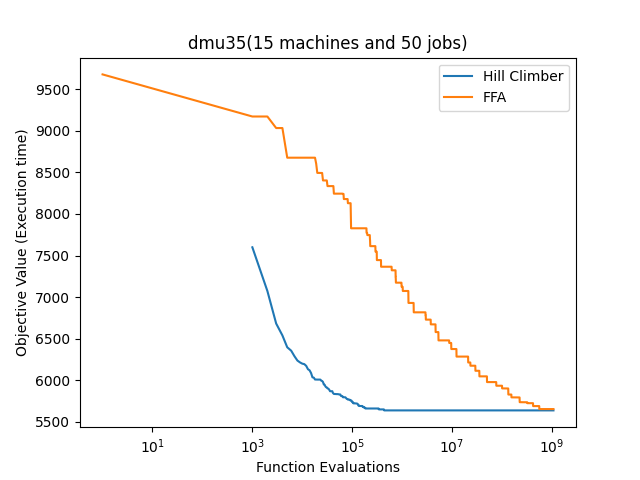 dmu35(15 machines and 50 jobs)
Hill Climber
FFA
Objective Value (Execution time)
9500
9000
8500
8000
7500
7000
6500
6000
5500
10^1
10^3
10^5
10^7
10^9
Function Evaluations